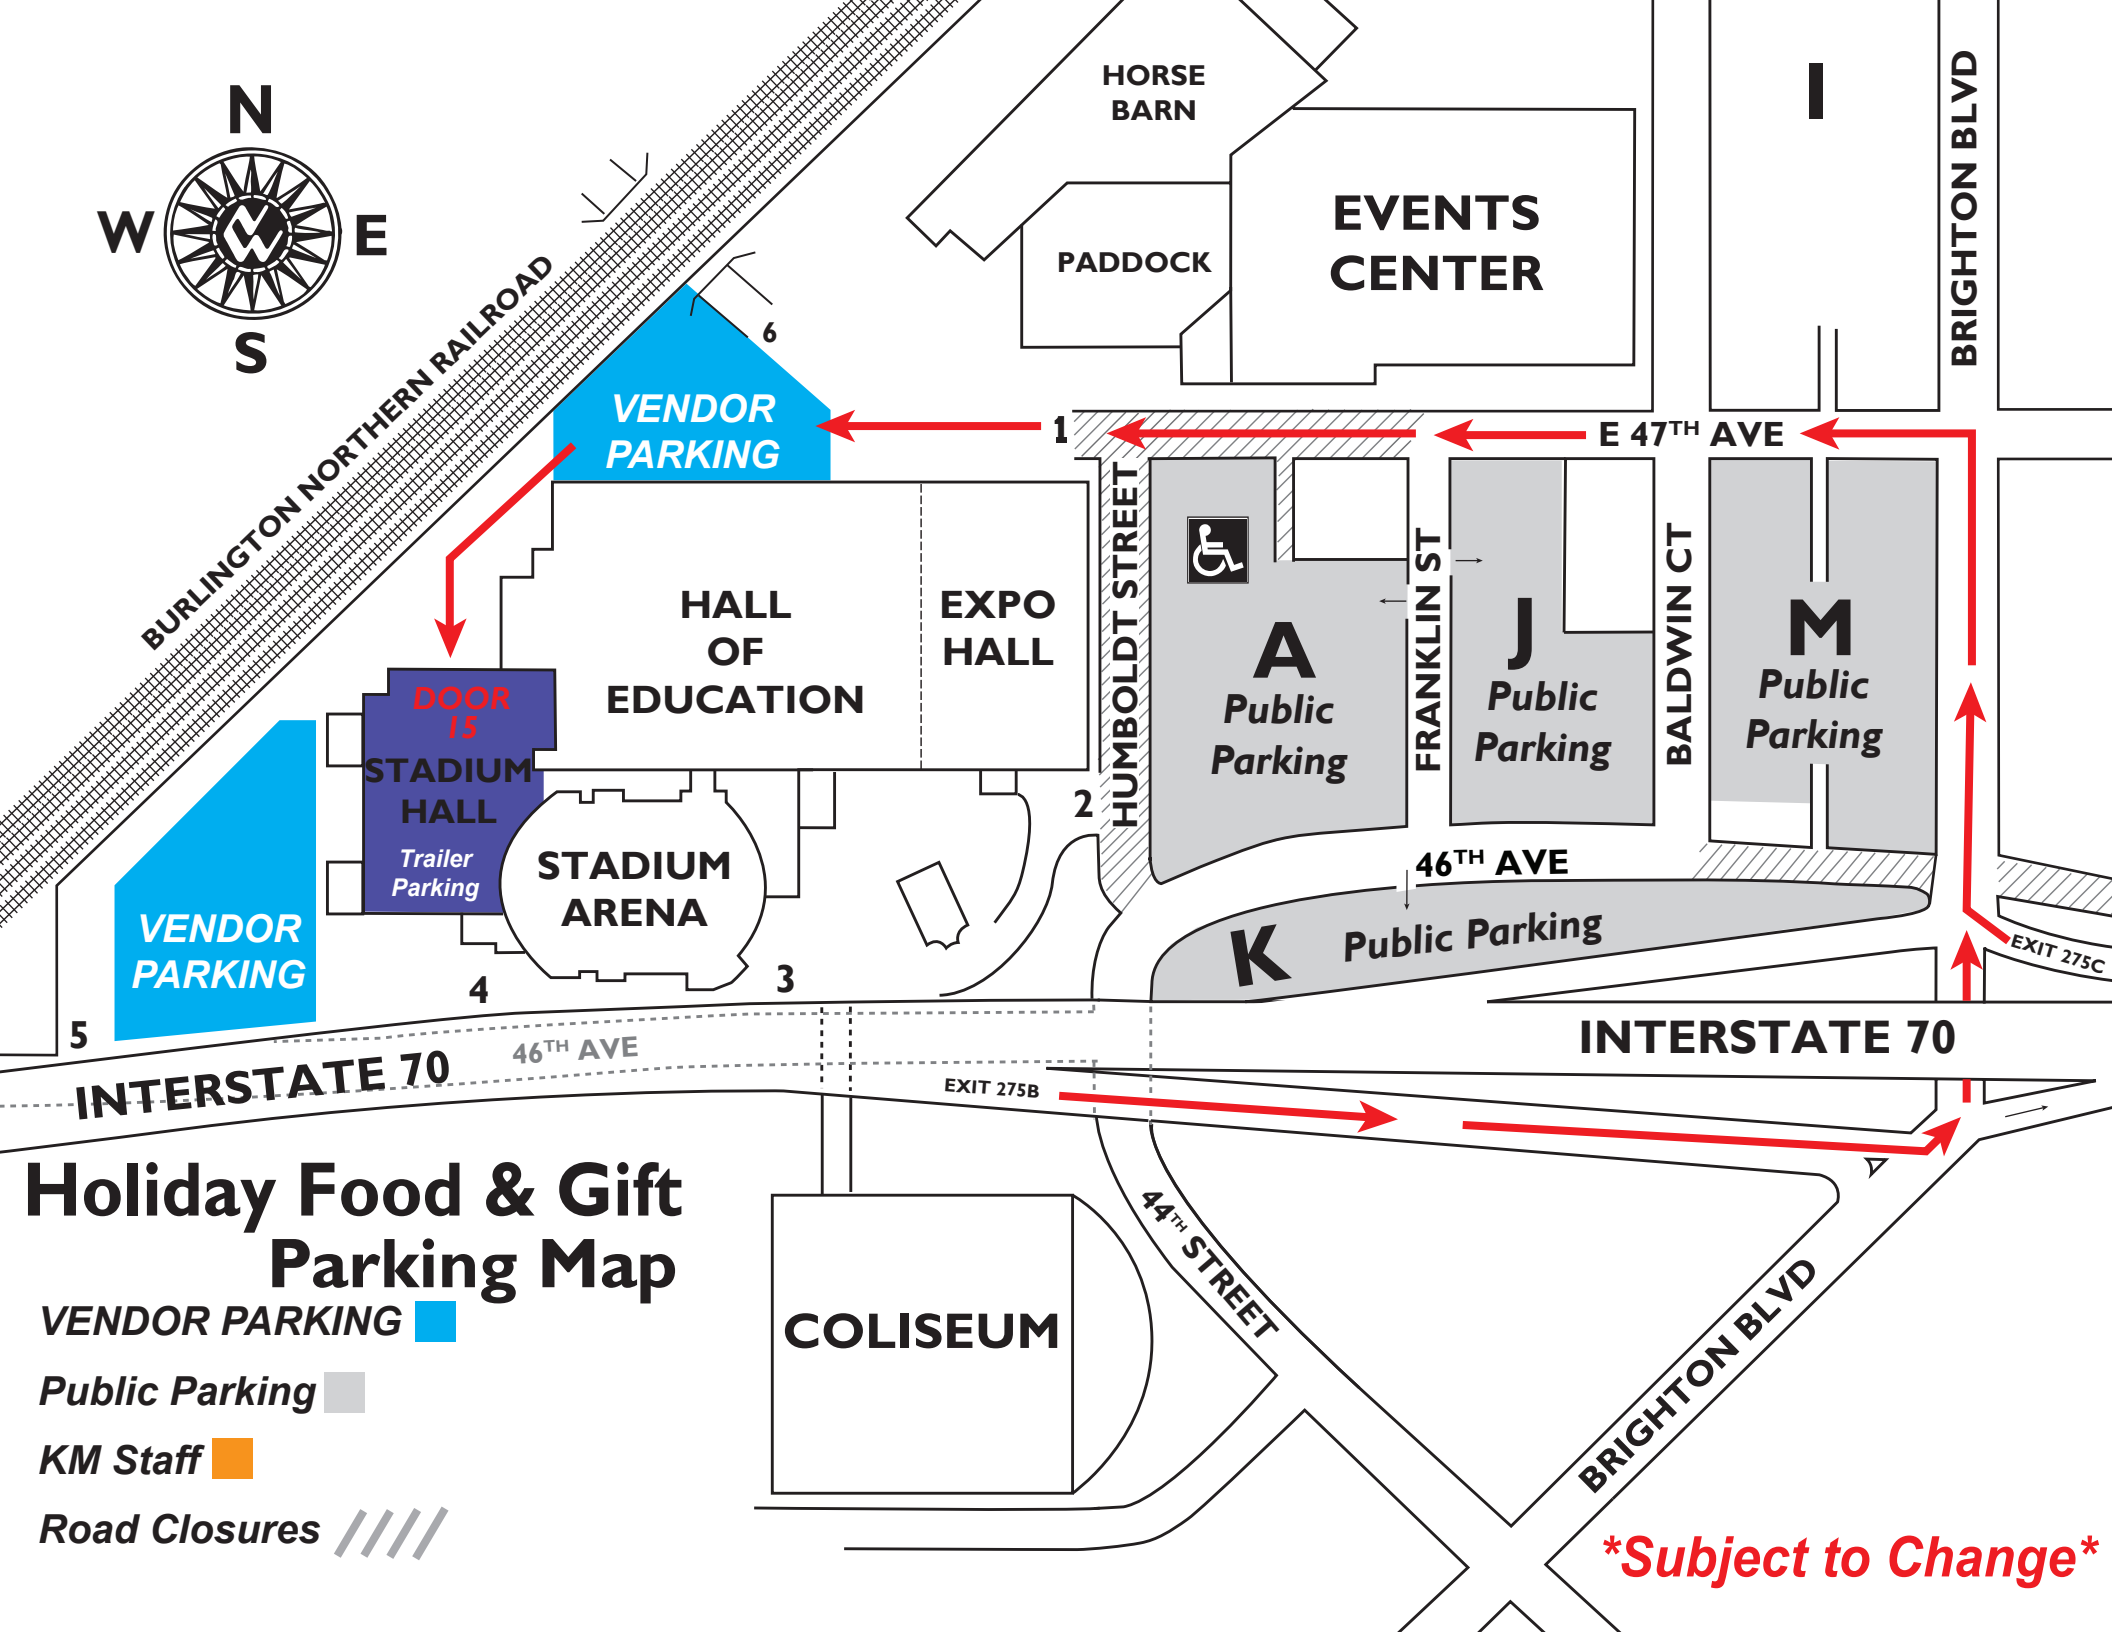 N
W
E
S
BURLINGTON NORTHERN RAILROAD
HORSE
BARN
PADDOCK
EVENTS
CENTER
I
BRIGHTON BLVD
6
VENDOR
PARKING
1
E 47TH AVE
HALL
OF
EDUCATION
EXPO
HALL
HUMBOLDT STREET
A
Public
Parking
FRANKLIN ST
J
Public
Parking
BALDWIN CT
M
Public
Parking
DOOR
15
STADIUM
HALL
Trailer
Parking
STADIUM
ARENA
2
46TH AVE
K
Public Parking
EXIT 275C
VENDOR
PARKING
5
4
3
INTERSTATE 70
46TH AVE
INTERSTATE 70
EXIT 275B
44TH STREET
COLISEUM
BRIGHTON BLVD
Holiday Food & Gift
Parking Map
VENDOR PARKING
Public Parking
KM Staff
Road Closures
*Subject to Change*